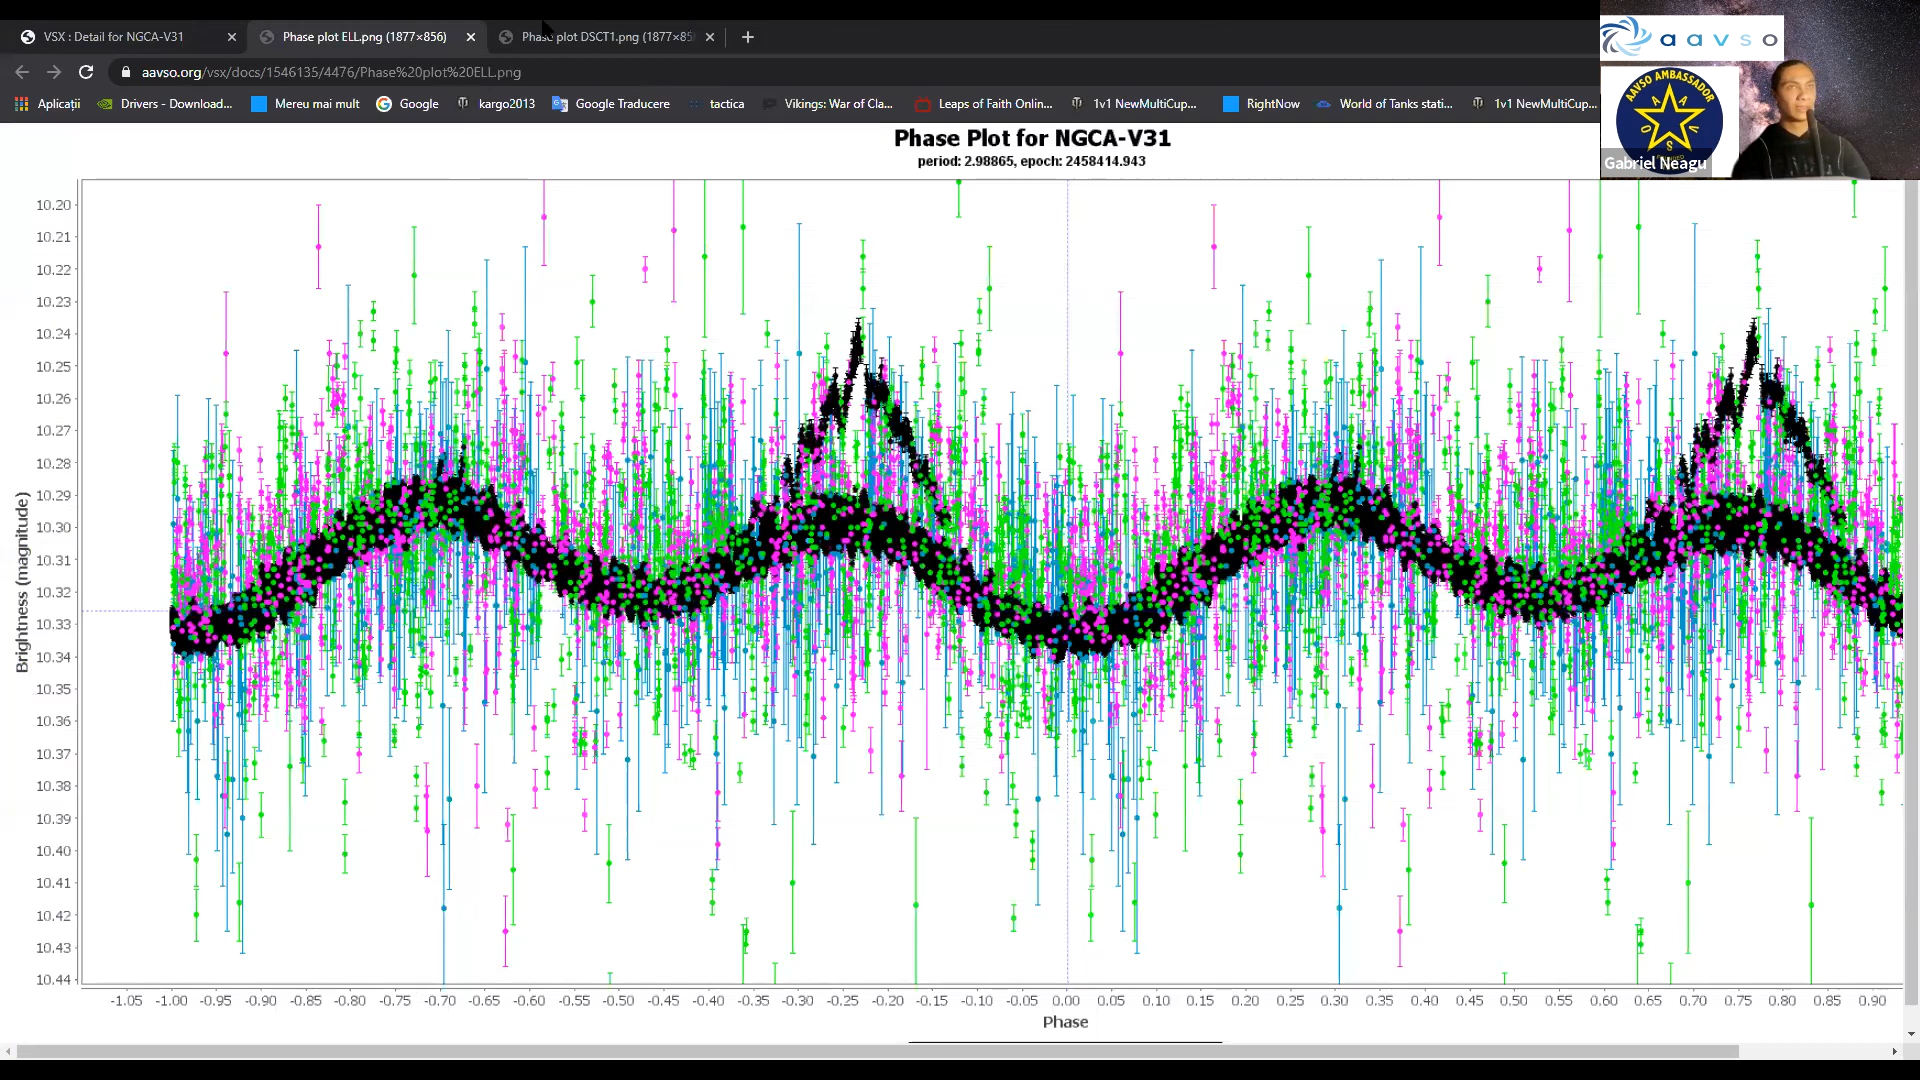 VSX : Detail for NGCA-V31
Phase plot ELL.png (1877×856)
Phase plot DSCT1.png (1877×85
aavso.org/vsx/docs/1546135/4476/Phase%20plot%20ELL.png
Aplicații
Drivers - Download...
Mereu mai mult
Google
kargo2013
Google Traducere
tactica
Vikings: War of Cla...
Leaps of Faith Onlin...
1v1 NewMultiCup...
RightNow
World of Tanks stati...
1v1 NewMultiCup...
aavso
AAVSO AMBASSADOR
A A V S O
Gabriel Neagu
Phase Plot for NGCA-V31
period: 2.98865, epoch: 2458414.943
Brightness (magnitude)
10.20
10.21
10.22
10.23
10.24
10.25
10.26
10.27
10.28
10.29
10.30
10.31
10.32
10.33
10.34
10.35
10.36
10.37
10.38
10.39
10.40
10.41
10.42
10.43
10.44
-1.05 -1.00 -0.95 -0.90 -0.85 -0.80 -0.75 -0.70 -0.65 -0.60 -0.55 -0.50 -0.45 -0.40 -0.35 -0.30 -0.25 -0.20 -0.15 -0.10 -0.05 0.00 0.05 0.10 0.15 0.20 0.25 0.30 0.35 0.40 0.45 0.50 0.55 0.60 0.65 0.70 0.75 0.80 0.85 0.90
Phase